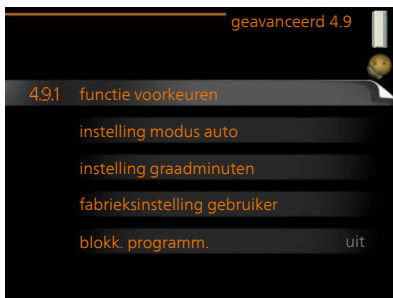 geavanceerd 4.9
4.9.1 functie voorkeuren
instelling modus auto
instelling graadminuten
fabrieksinstelling gebruiker
blokk. programm. uit